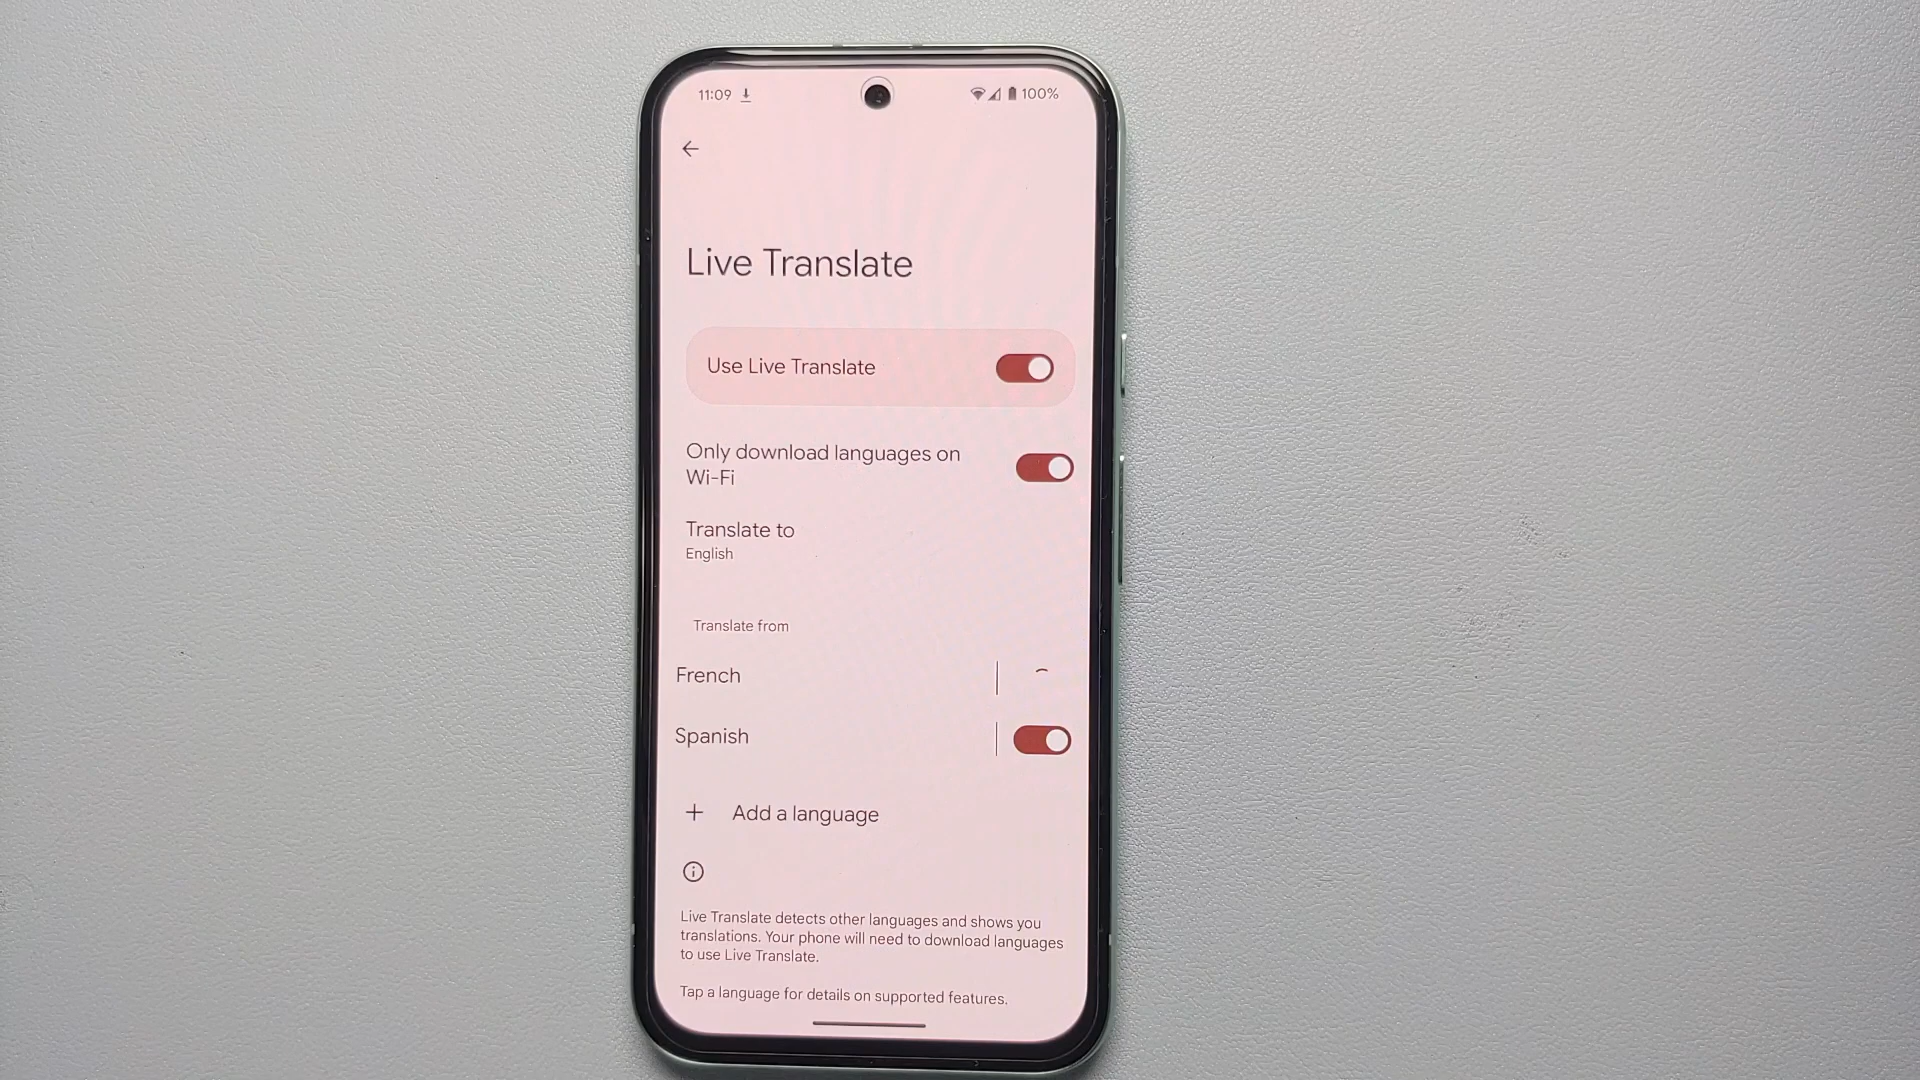 11:09
100%
Live Translate
Use Live Translate
Only download languages on
Wi-Fi
Translate to
English
Translate from
French
Spanish
+ Add a language
Live Translate detects other languages and shows you
translations. Your phone will need to download languages
to use Live Translate.
Tap a language for details on supported features.